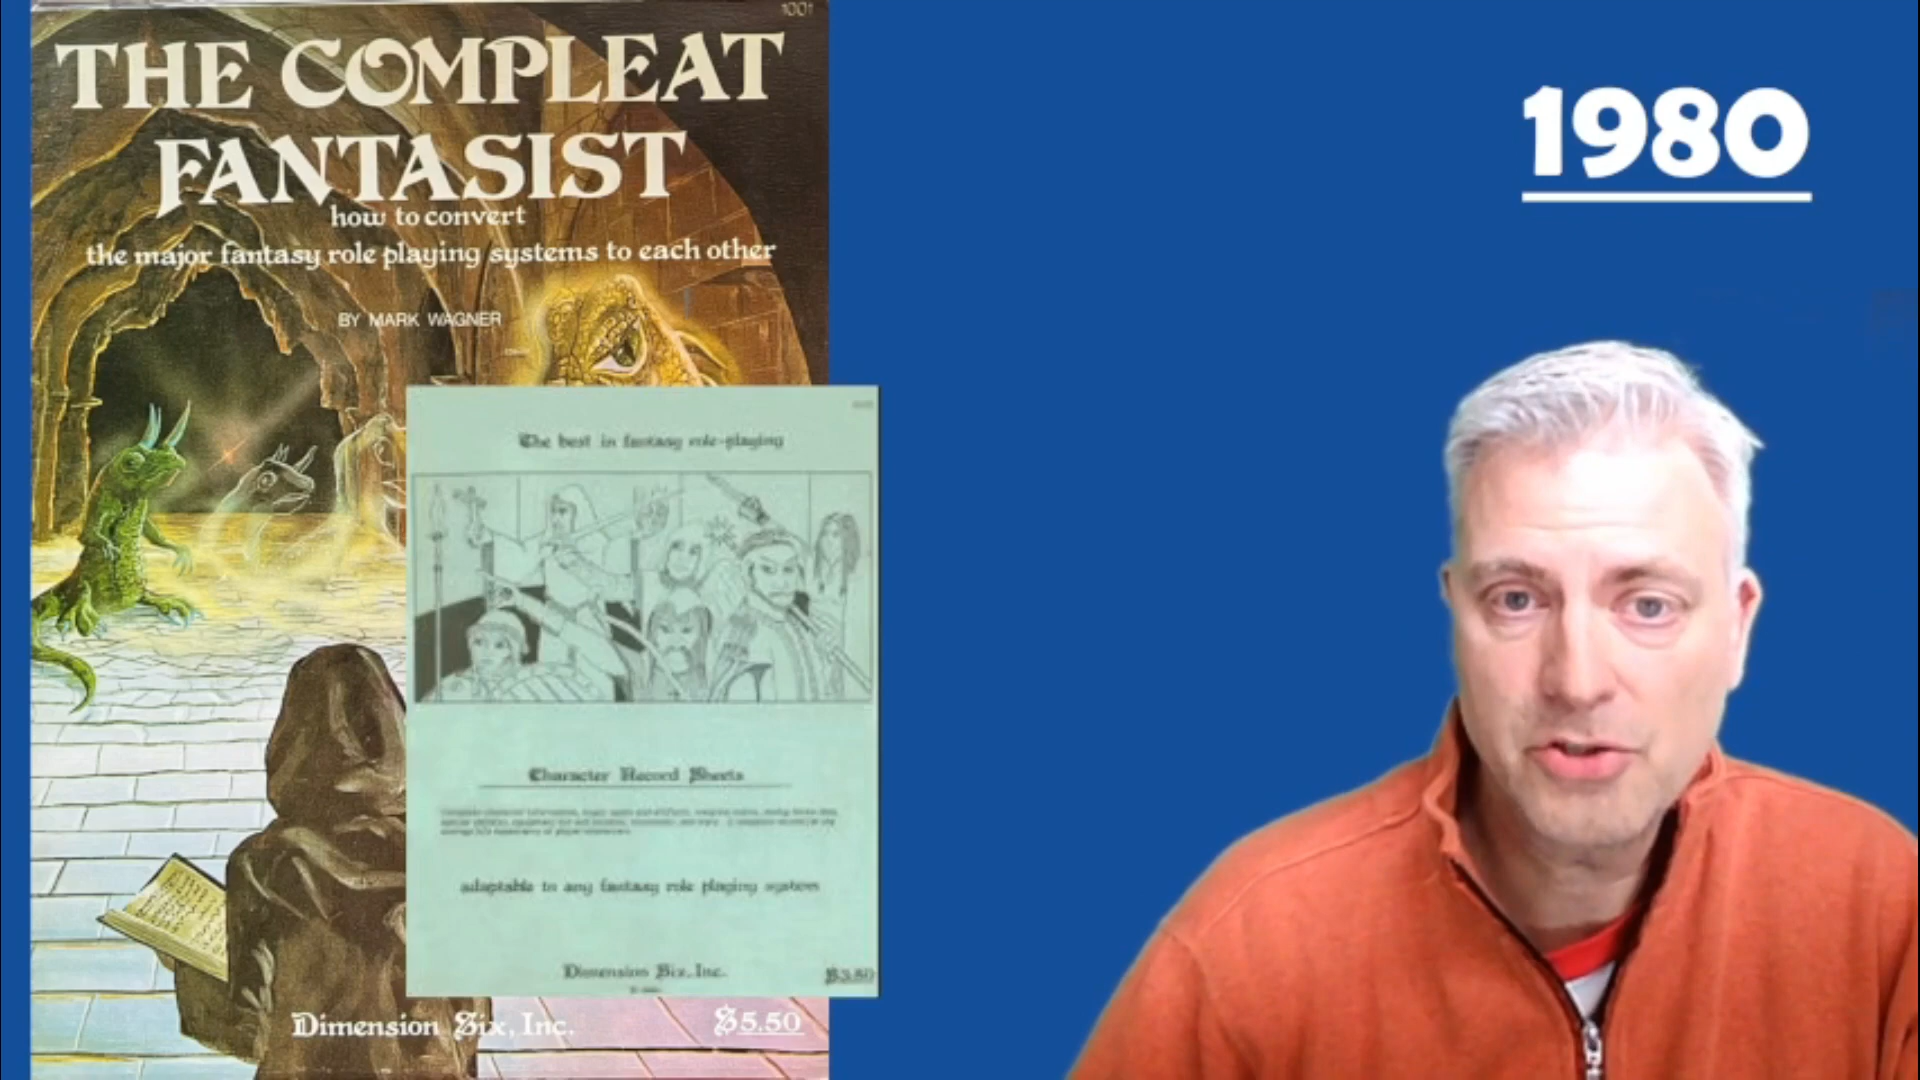 1001
THE COMPLEAT
FANTASIST
how to convert
the major fantasy role playing systems to each other
BY MARK WAGNER
1980
The best in fantasy role-playing
Character Record Sheets
adaptable to any fantasy role playing system
Dimension Six, Inc.
$3.50
Dimension Six, Inc.
$5.50